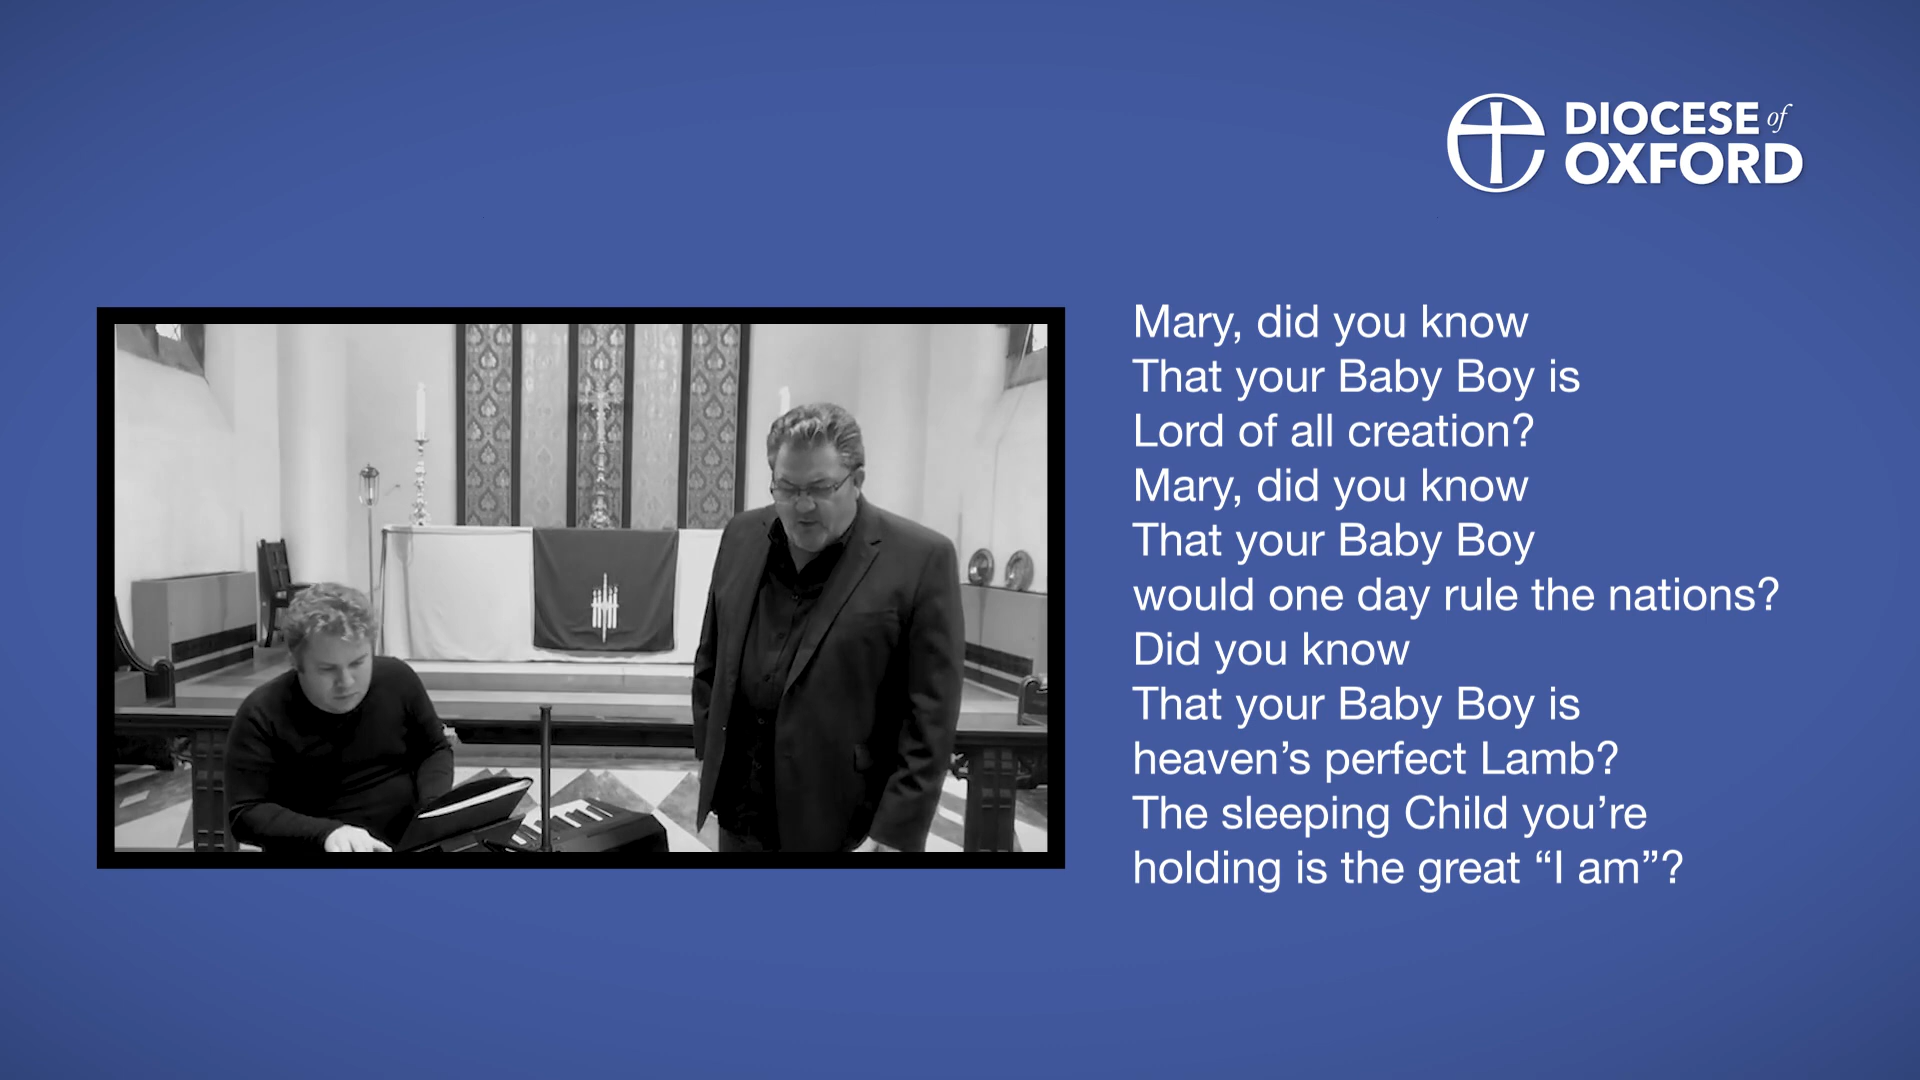 DIOCESE of
OXFORD
Mary, did you know
That your Baby Boy is
Lord of all creation?
Mary, did you know
That your Baby Boy
would one day rule the nations?
Did you know
That your Baby Boy is
heaven’s perfect Lamb?
The sleeping Child you’re
holding is the great “I am”?